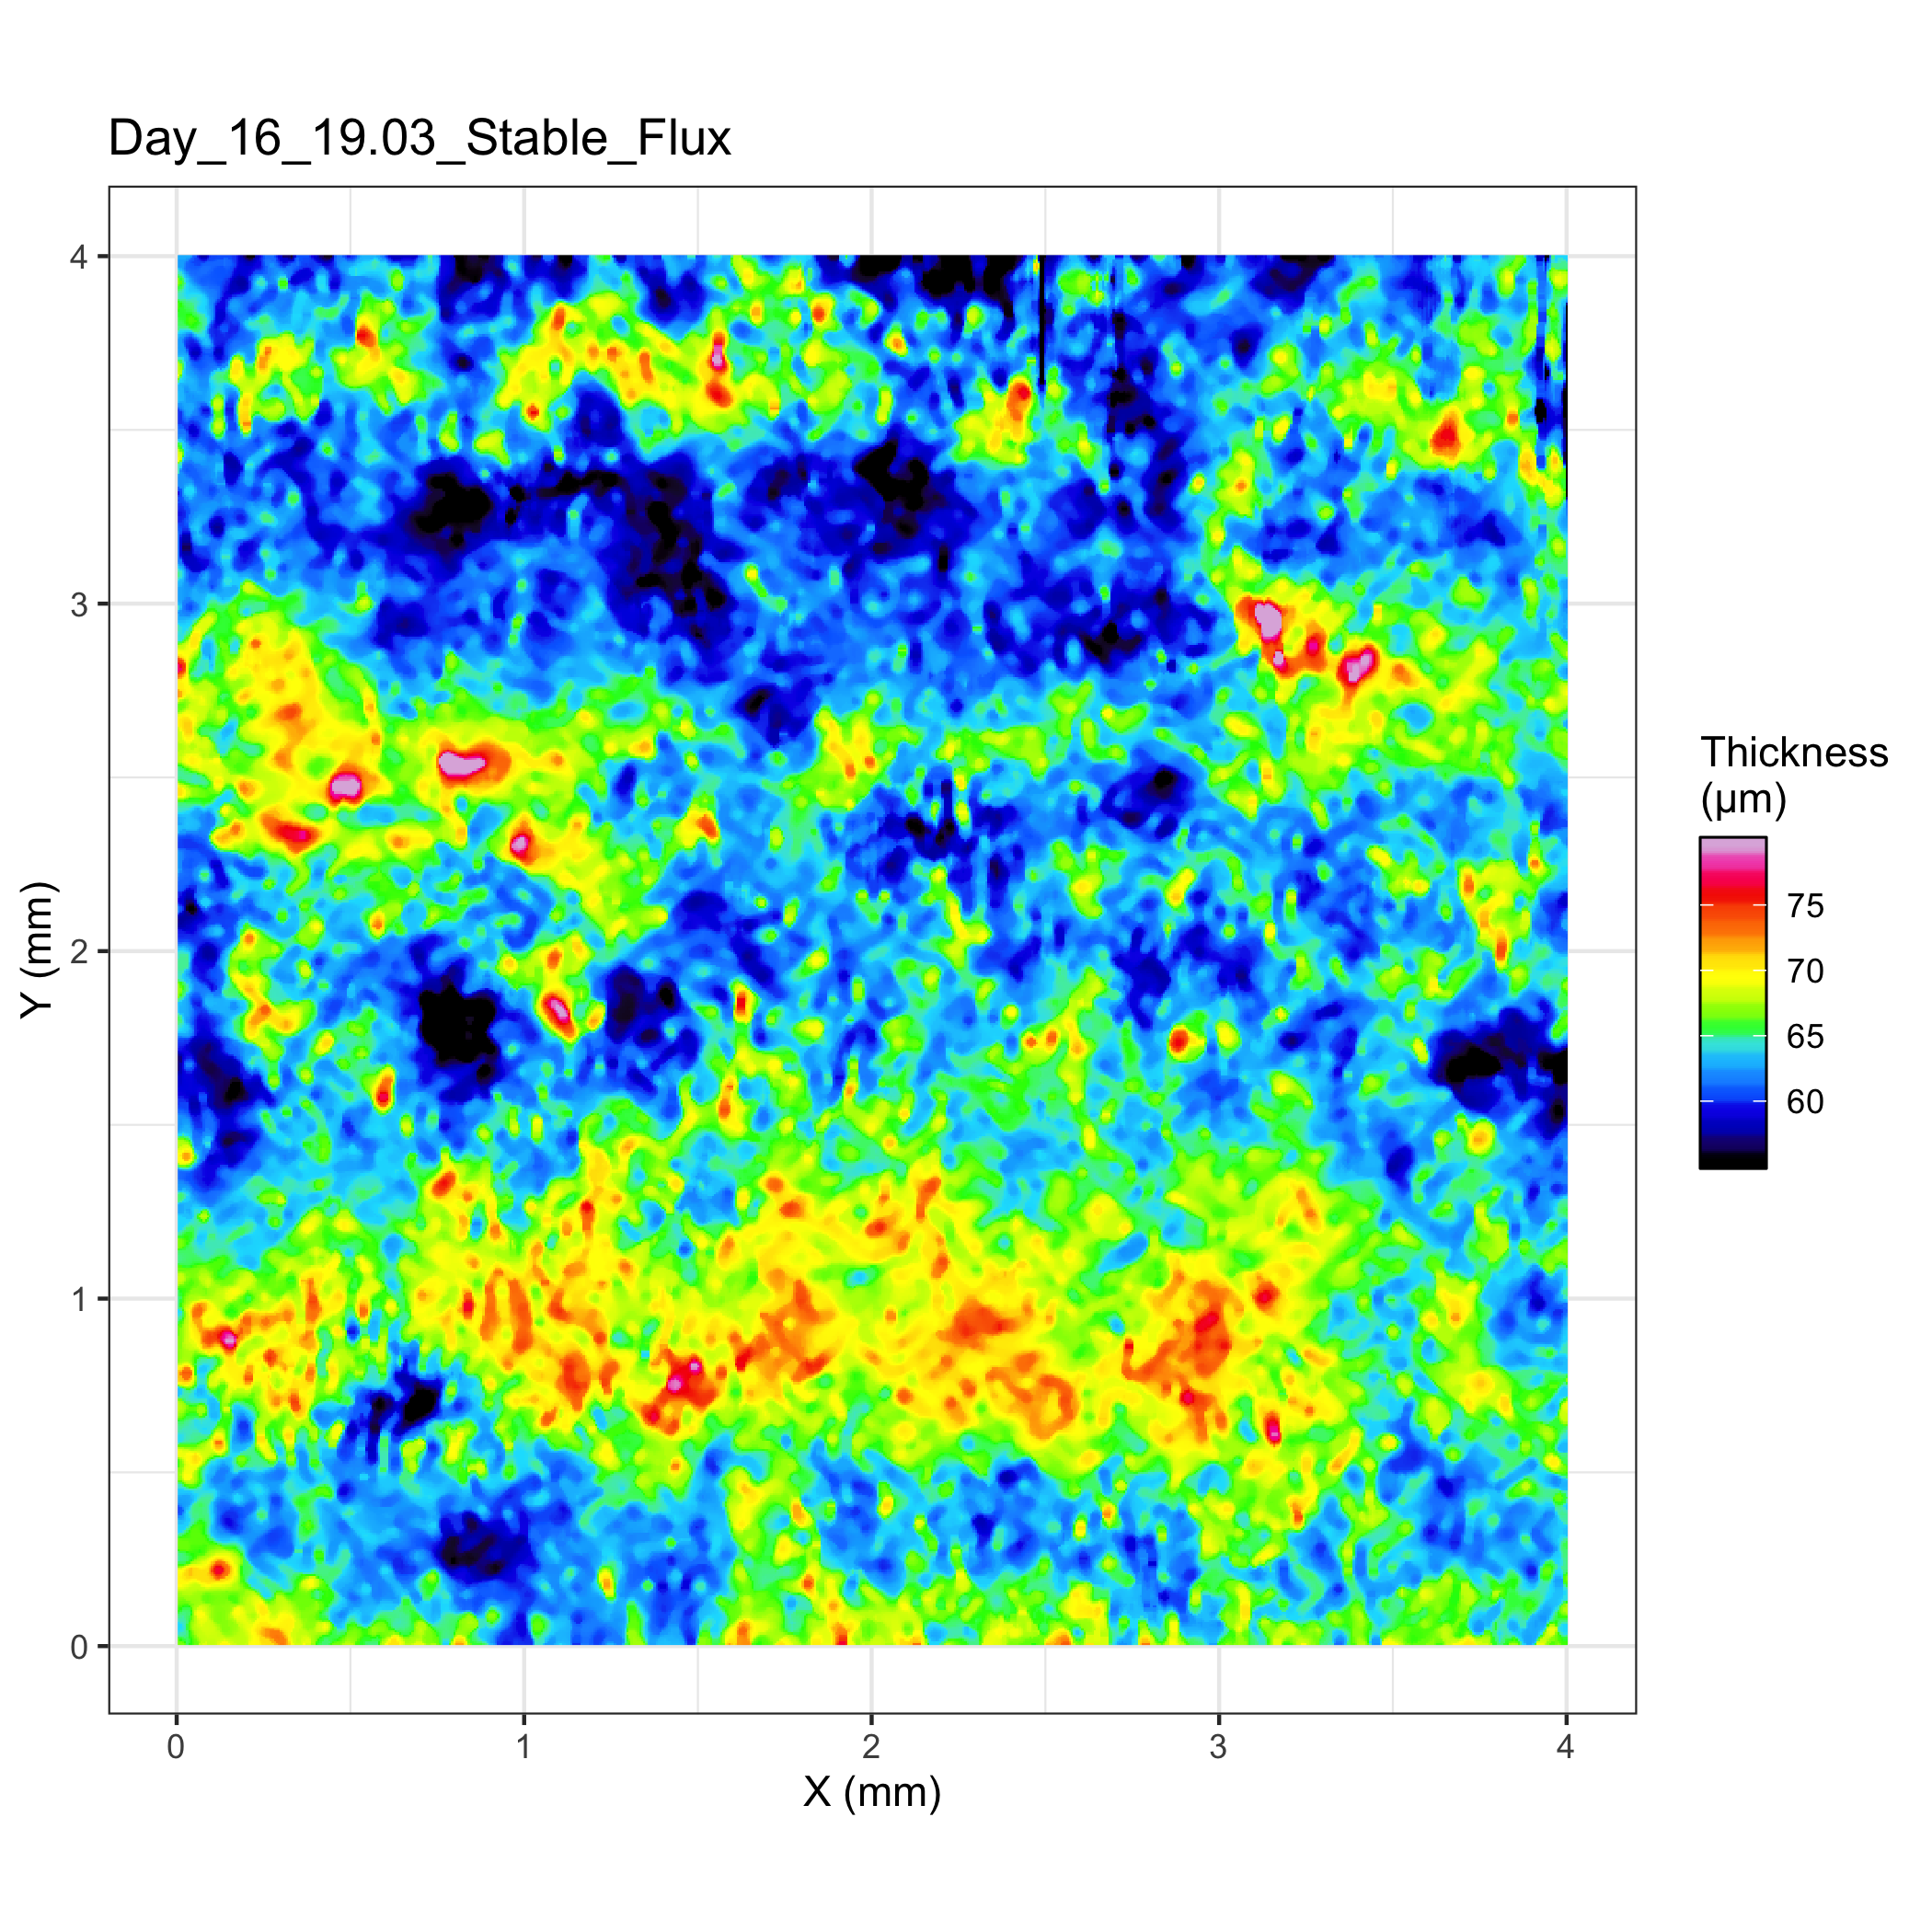 Day_16_19.03_Stable_Flux
4
3
2
1
0
Y (mm)
0 1 2 3 4
X (mm)
Thickness
(μm)
75
70
65
60